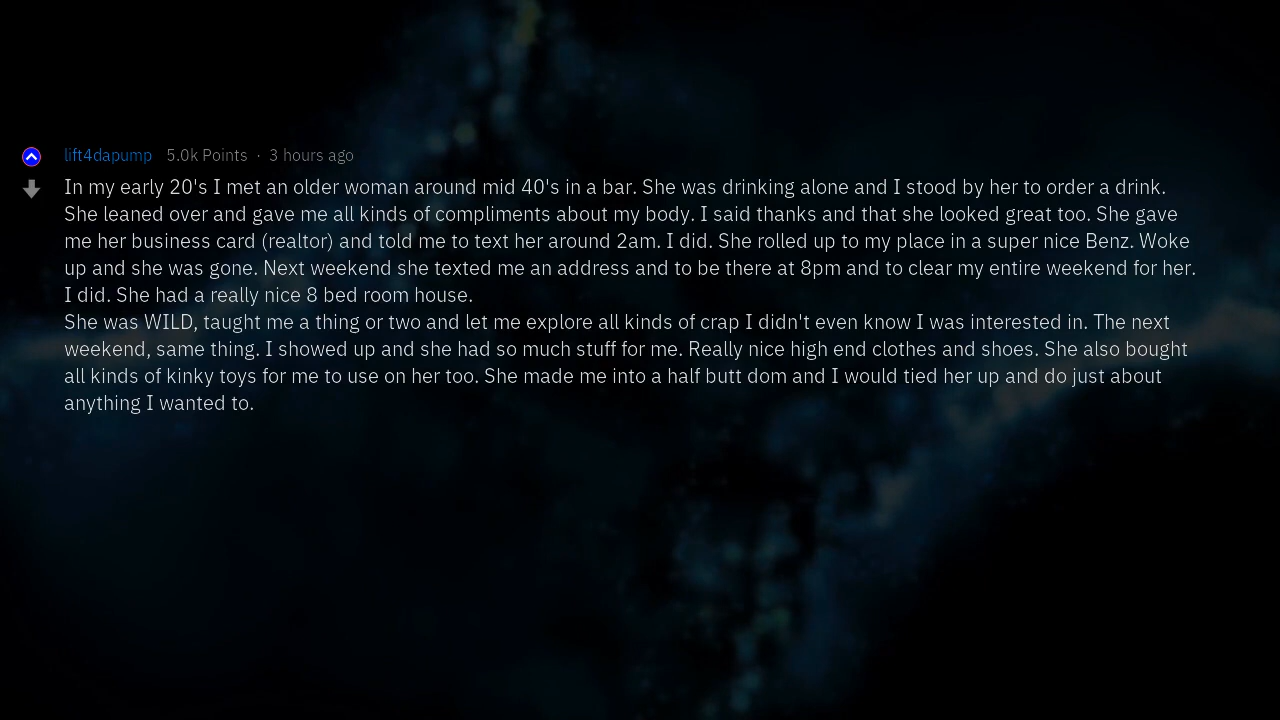 lift4dapump 5.0k Points · 3 hours ago
In my early 20's I met an older woman around mid 40's in a bar. She was drinking alone and I stood by her to order a drink.
She leaned over and gave me all kinds of compliments about my body. I said thanks and that she looked great too. She gave
me her business card (realtor) and told me to text her around 2am. I did. She rolled up to my place in a super nice Benz. Woke
up and she was gone. Next weekend she texted me an address and to be there at 8pm and to clear my entire weekend for her.
I did. She had a really nice 8 bed room house.
She was WILD, taught me a thing or two and let me explore all kinds of crap I didn't even know I was interested in. The next
weekend, same thing. I showed up and she had so much stuff for me. Really nice high end clothes and shoes. She also bought
all kinds of kinky toys for me to use on her too. She made me into a half butt dom and I would tied her up and do just about
anything I wanted to.